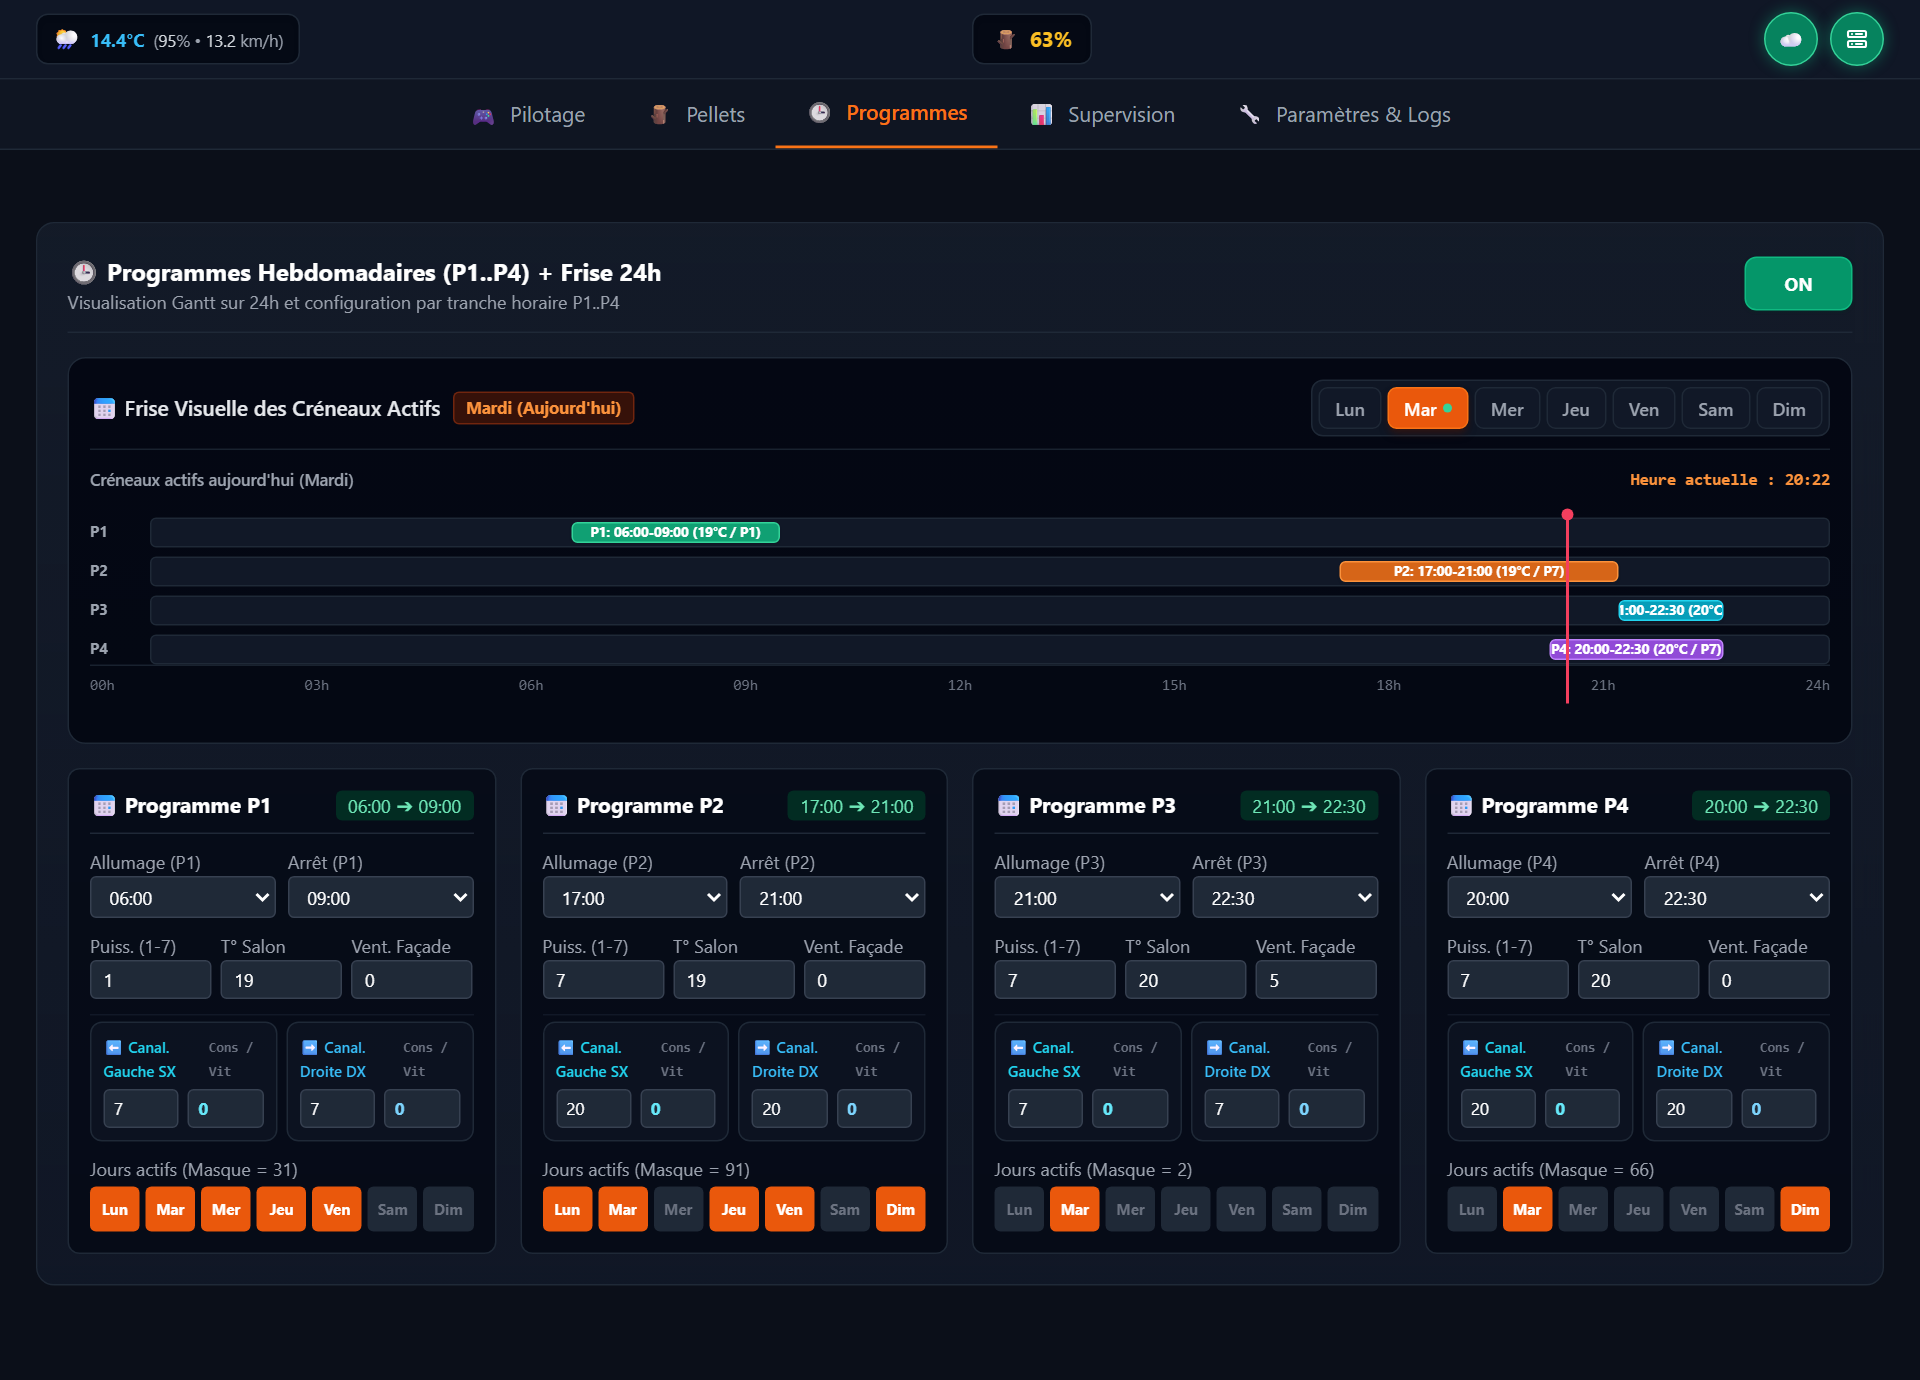 14.4°C (95% • 13.2 km/h)
63%
Pilotage
Pellets
Programmes
Supervision
Paramètres & Logs
Programmes Hebdomadaires (P1..P4) + Frise 24h
Visualisation Gantt sur 24h et configuration par tranche horaire P1..P4
ON
Frise Visuelle des Créneaux Actifs
Mardi (Aujourd'hui)
Lun Mar Mer Jeu Ven Sam Dim
Créneaux actifs aujourd'hui (Mardi)
Heure actuelle : 20:22
P1
P1: 06:00-09:00 (19°C / P1)
P2
P2: 17:00-21:00 (19°C / P7)
P3
1:00-22:30 (20°C
P4
P4: 20:00-22:30 (20°C / P7)
00h 03h 06h 09h 12h 15h 18h 21h 24h
Programme P1
06:00 → 09:00
Allumage (P1) Arrêt (P1)
06:00 09:00
Puiss. (1-7) T° Salon Vent. Façade
1 19 0
Canal. Gauche SX
Cons / Vit
Canal. Droite DX
Cons / Vit
7 0 7 0
Jours actifs (Masque = 31)
Lun Mar Mer Jeu Ven Sam Dim
Programme P2
17:00 → 21:00
Allumage (P2) Arrêt (P2)
17:00 21:00
Puiss. (1-7) T° Salon Vent. Façade
7 19 0
Canal. Gauche SX
Cons / Vit
Canal. Droite DX
Cons / Vit
20 0 20 0
Jours actifs (Masque = 91)
Lun Mar Mer Jeu Ven Sam Dim
Programme P3
21:00 → 22:30
Allumage (P3) Arrêt (P3)
21:00 22:30
Puiss. (1-7) T° Salon Vent. Façade
7 20 5
Canal. Gauche SX
Cons / Vit
Canal. Droite DX
Cons / Vit
7 0 7 0
Jours actifs (Masque = 2)
Lun Mar Mer Jeu Ven Sam Dim
Programme P4
20:00 → 22:30
Allumage (P4) Arrêt (P4)
20:00 22:30
Puiss. (1-7) T° Salon Vent. Façade
7 20 0
Canal. Gauche SX
Cons / Vit
Canal. Droite DX
Cons / Vit
20 0 20 0
Jours actifs (Masque = 66)
Lun Mar Mer Jeu Ven Sam Dim